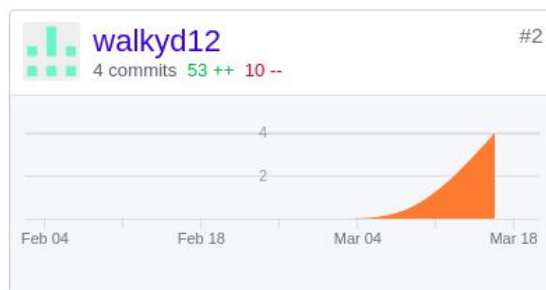 walkyd12 #2
4 commits 53 ++ 10 --
4
2
Feb 04 Feb 18 Mar 04 Mar 18